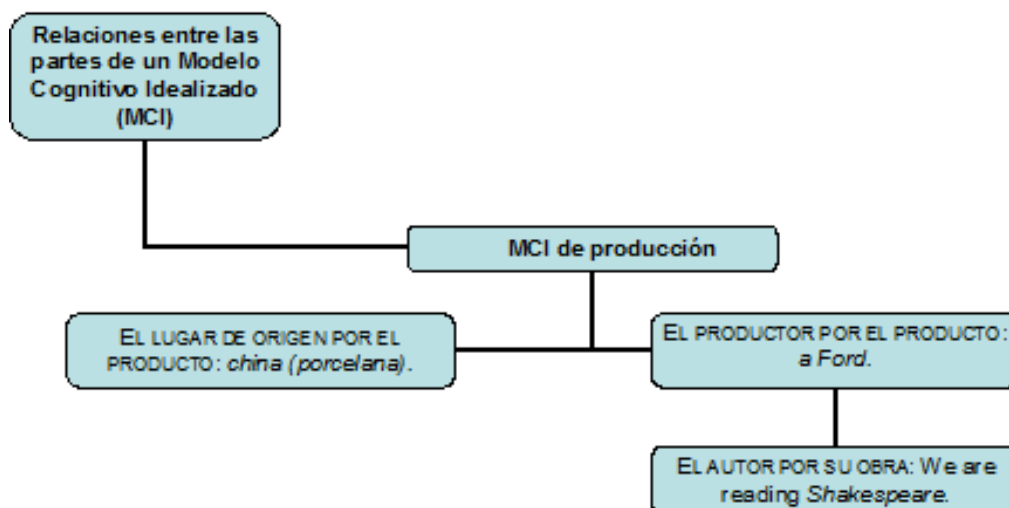 Relaciones entre las
partes de un Modelo
Cognitivo Idealizado
(MCI)
MCI de producción
EL LUGAR DE ORIGEN POR EL
PRODUCTO: china (porcelana).
EL PRODUCTOR POR EL PRODUCTO:
a Ford.
EL AUTOR POR SU OBRA: We are
reading Shakespeare.